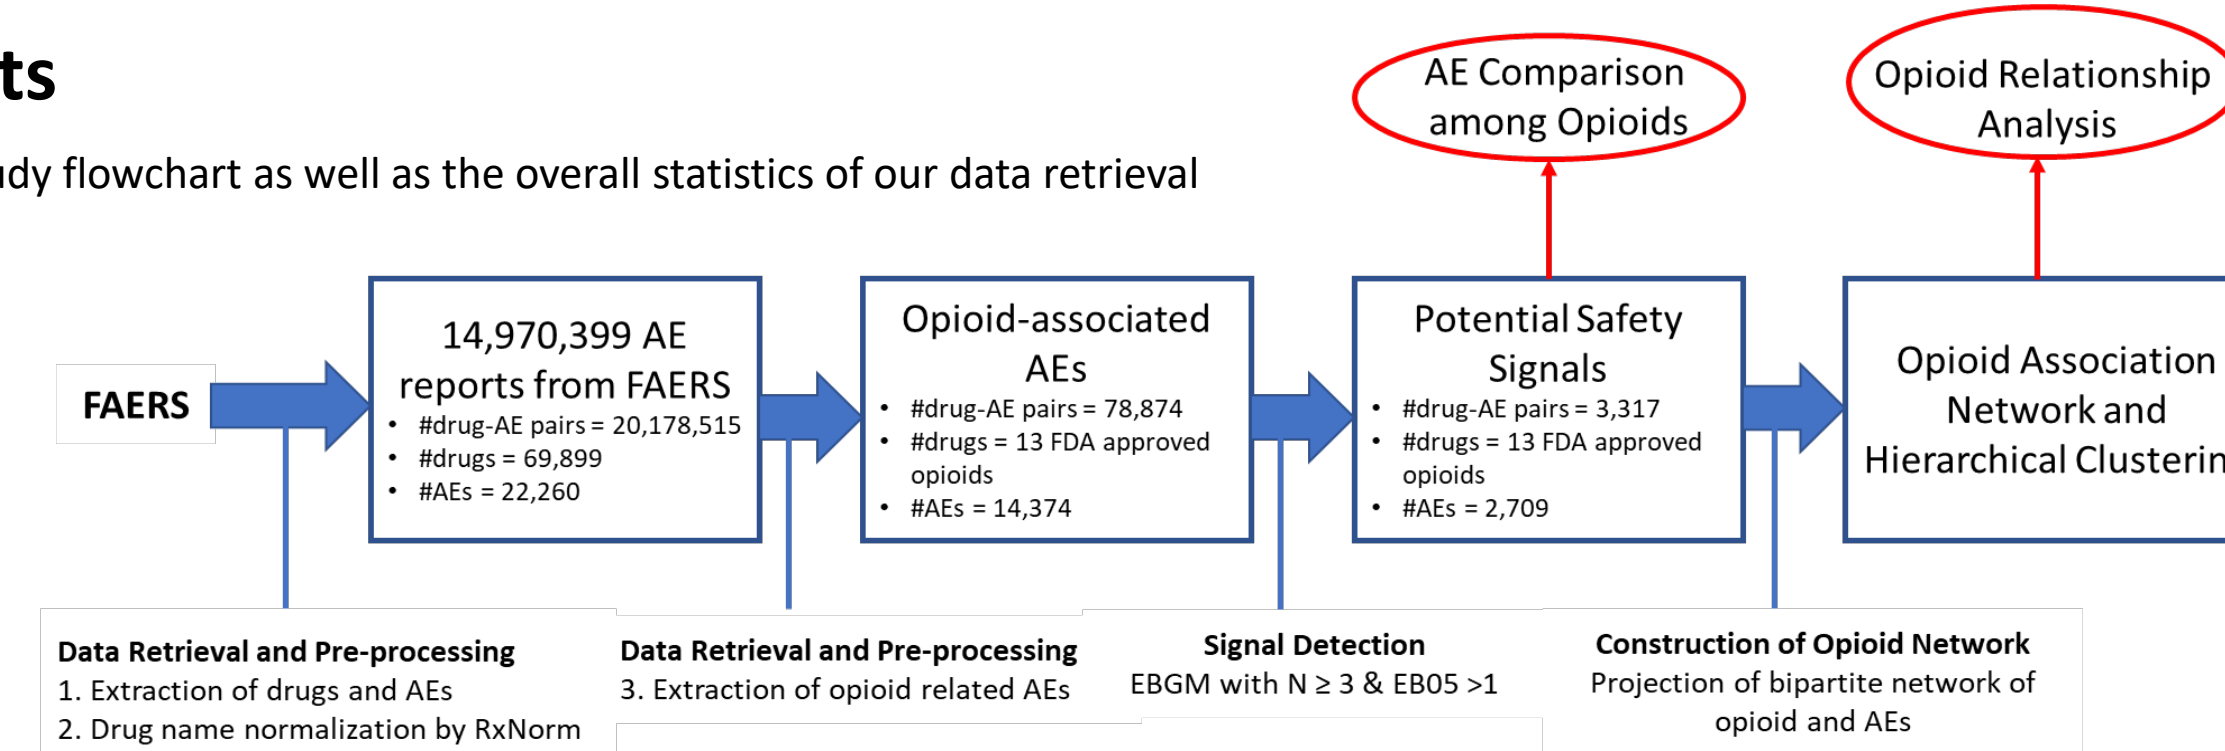 ts
udy flowchart as well as the overall statistics of our data retrieval
AE Comparison
among Opioids
Opioid Relationship
Analysis
FAERS
14,970,399 AE
reports from FAERS
• #drug-AE pairs = 20,178,515
• #drugs = 69,899
• #AEs = 22,260
Opioid-associated
AEs
• #drug-AE pairs = 78,874
• #drugs = 13 FDA approved
opioids
• #AEs = 14,374
Potential Safety
Signals
• #drug-AE pairs = 3,317
• #drugs = 13 FDA approved
opioids
• #AEs = 2,709
Opioid Association
Network and
Hierarchical Clusterin
Data Retrieval and Pre-processing
1. Extraction of drugs and AEs
2. Drug name normalization by RxNorm
Data Retrieval and Pre-processing
3. Extraction of opioid related AEs
Signal Detection
EBGM with N ≥ 3 & EB05 >1
Construction of Opioid Network
Projection of bipartite network of
opioid and AEs